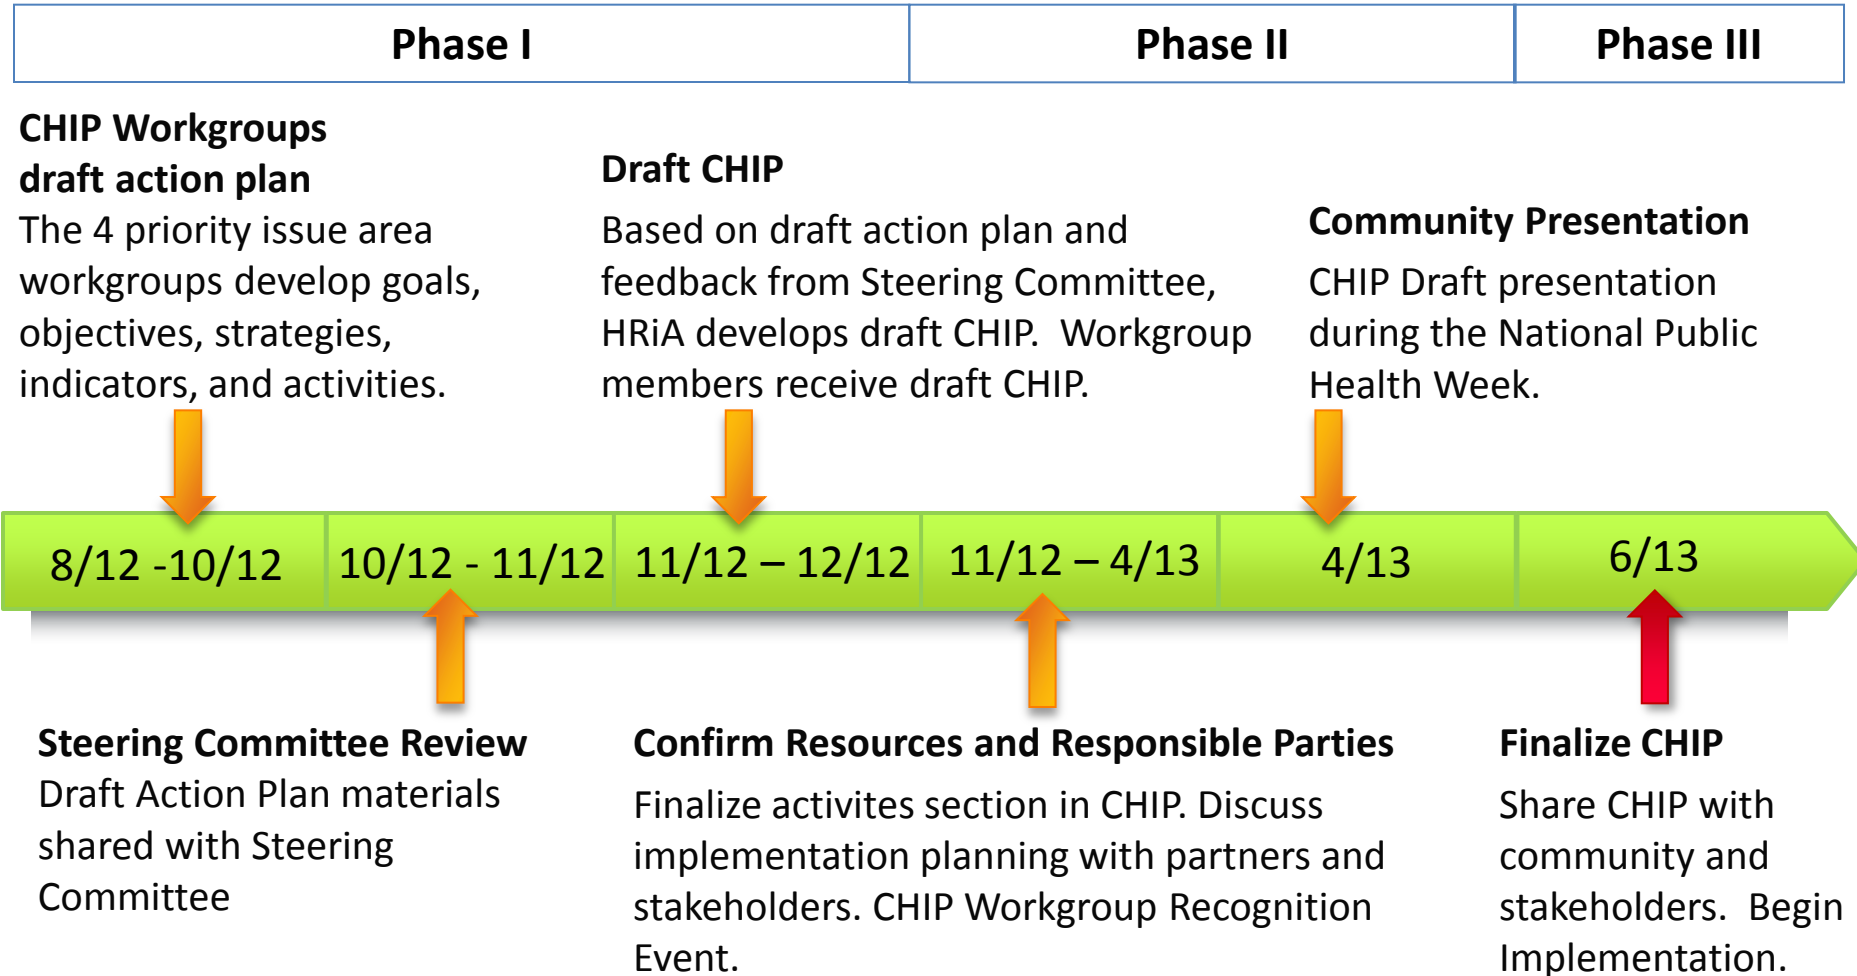 Phase I
Phase II
Phase III
CHIP Workgroups
draft action plan
The 4 priority issue area
workgroups develop goals,
objectives, strategies,
indicators, and activities.
Draft CHIP
Based on draft action plan and
feedback from Steering Committee,
HRiA develops draft CHIP.  Workgroup
members receive draft CHIP.
Community Presentation
CHIP Draft presentation
during the National Public
Health Week.
8/12 -10/12
10/12 - 11/12
11/12 – 12/12
11/12 – 4/13
4/13
6/13
Steering Committee Review
Draft Action Plan materials
shared with Steering
Committee
Confirm Resources and Responsible Parties
Finalize activites section in CHIP. Discuss
implementation planning with partners and
stakeholders. CHIP Workgroup Recognition
Event.
Finalize CHIP
Share CHIP with
community and
stakeholders.  Begin
Implementation.